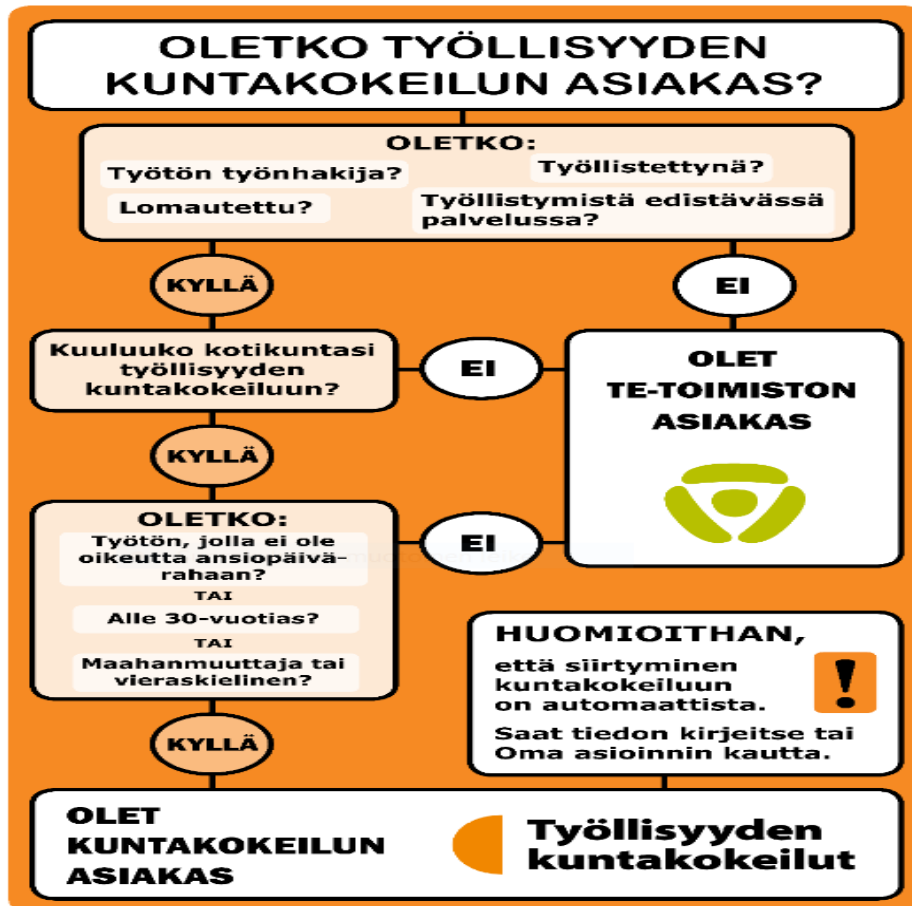 OLETKO TYÖLLISYYDEN
KUNTAKOKEILUN ASIAKAS?
OLETKO:
Työtön työnhakija?
Työllistettynä?
Lomautettu?
Työllistymistä edistävässä
palvelussa?
KYLLÄ
EI
Kuuluuko kotikuntasi
työllisyyden
kuntakokeiluun?
EI
OLET
TE-TOIMISTON
ASIAKAS
KYLLÄ
OLETKO:
Työtön, jolla ei ole
oikeutta ansiopäivä-
rahaan?
TAI
Alle 30-vuotias?
TAI
Maahanmuuttaja tai
vieraskielinen?
EI
HUOMIOITHAN,
että siirtyminen
kuntakokeiluun
on automaattista.
!
Saat tiedon kirjeitse tai
Oma asioinnin kautta.
KYLLÄ
OLET
KUNTAKOKEILUN
ASIAKAS
Työllisyyden
kuntakokeilut